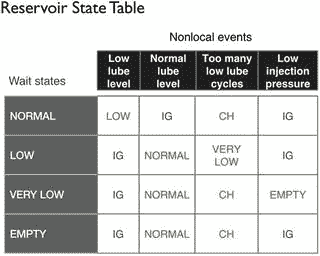 Reservoir State Table
Nonlocal events
Wait states
Low lube level
Normal lube level
Too many low lube cycles
Low injection pressure
NORMAL LOW IG CH IG
LOW IG NORMAL VERY LOW IG
VERY LOW IG NORMAL CH EMPTY
EMPTY IG NORMAL CH IG